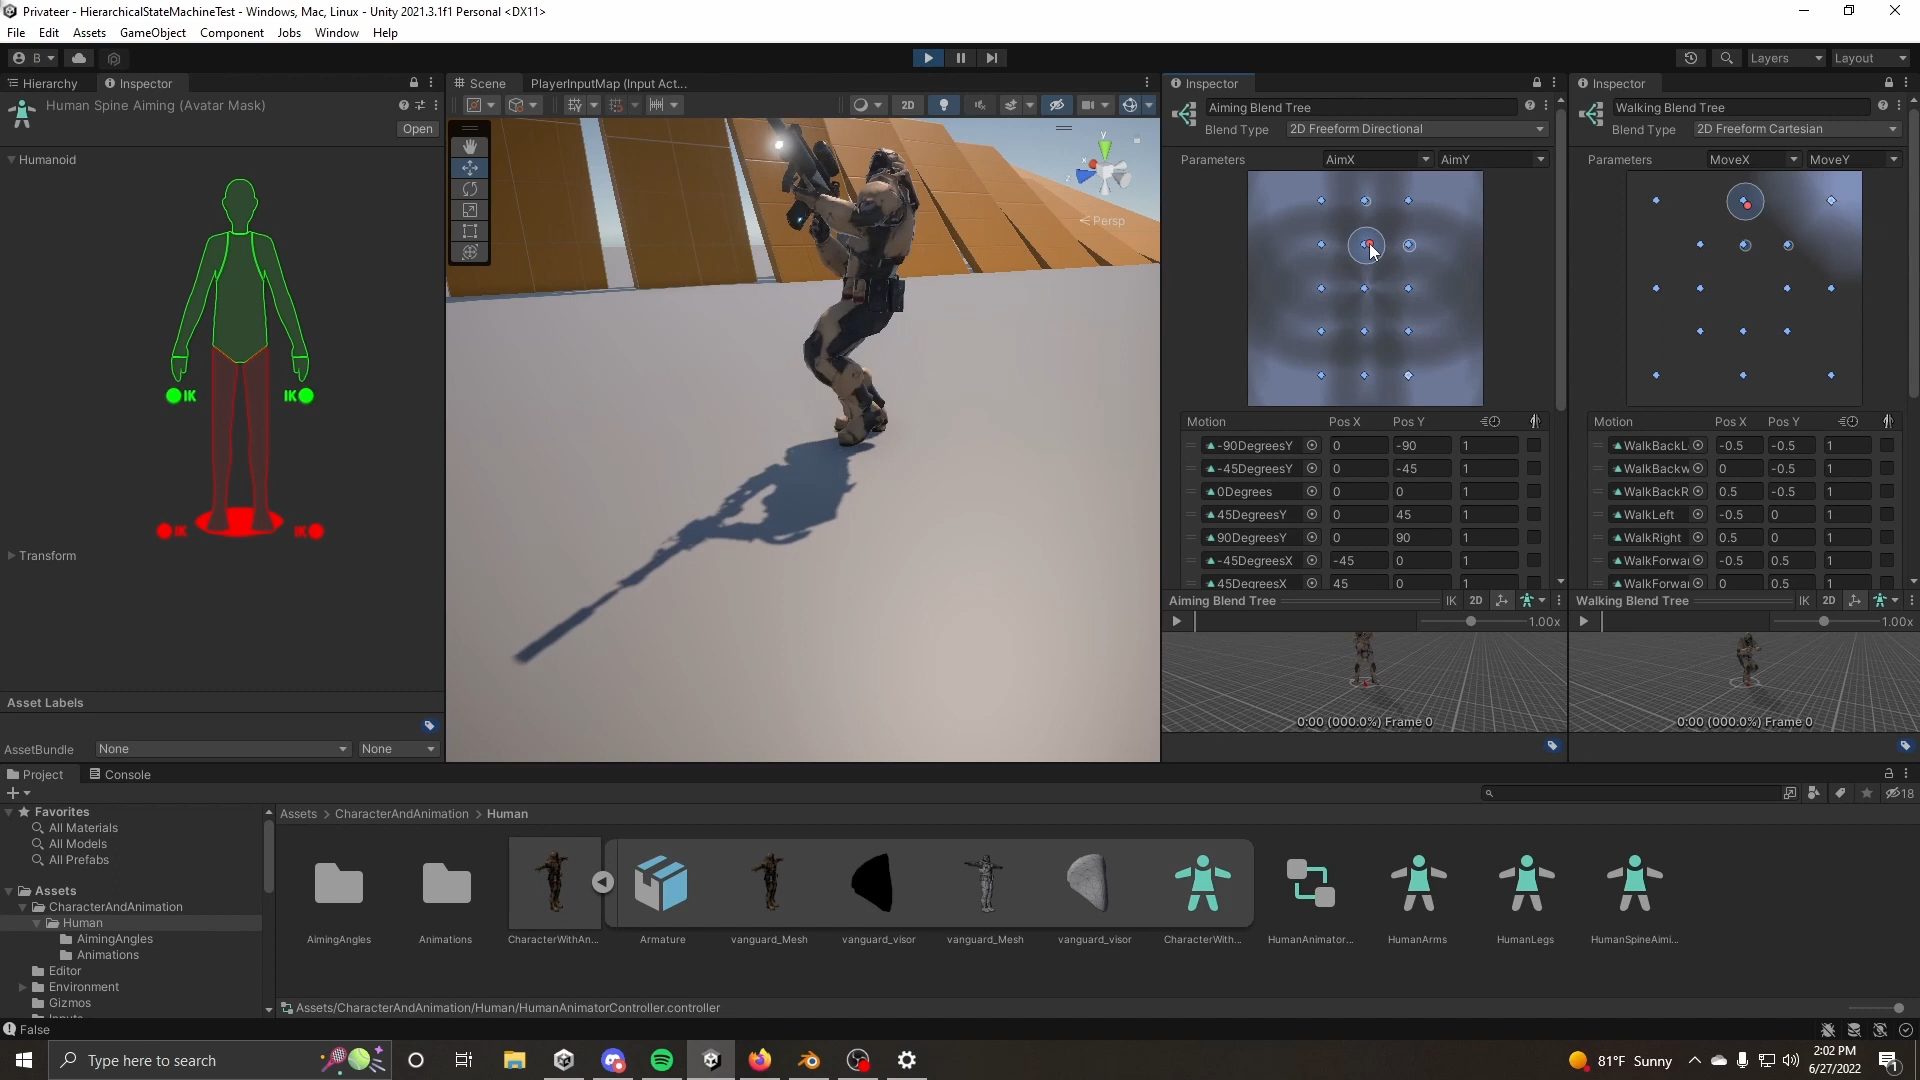 Privateer - HierarchicalStateMachineTest - Windows, Mac, Linux - Unity 2021.3.1f1 Personal <DX11>
File Edit Assets GameObject Component Jobs Window Help
B Layers Layout
Hierarchy Inspector
Human Spine Aiming (Avatar Mask)
Open
Humanoid
IK IK
IK IK
Transform
Asset Labels
AssetBundle None None
Scene PlayerInputMap (Input Act...
2D
y
x
z
Persp
Inspector
Aiming Blend Tree
Blend Type 2D Freeform Directional
Parameters AimX AimY
Motion Pos X Pos Y
-90DegreesY 0 -90 1
-45DegreesY 0 -45 1
0Degrees 0 0 1
45DegreesY 0 45 1
90DegreesY 0 90 1
-45DegreesX -45 0 1
45DegreesX 45 0 1
Aiming Blend Tree IK 2D
1.00x
0:00 (000.0%) Frame 0
Inspector
Walking Blend Tree
Blend Type 2D Freeform Cartesian
Parameters MoveX MoveY
Motion Pos X Pos Y
WalkBackL -0.5 -0.5 1
WalkBackw 0 -0.5 1
WalkBackR 0.5 -0.5 1
WalkLeft -0.5 0 1
WalkRight 0.5 0 1
WalkForwar -0.5 0.5 1
WalkForwar 0 0.5 1
Walking Blend Tree IK 2D
1.00x
0:00 (000.0%) Frame 0
Project Console
18
Favorites
All Materials
All Models
All Prefabs
Assets
CharacterAndAnimation
Human
AimingAngles
Animations
Editor
Environment
Gizmos
Assets > CharacterAndAnimation > Human
AimingAngles Animations CharacterWithAn... Armature vanguard_Mesh vanguard_visor vanguard_Mesh vanguard_visor CharacterWith... HumanAnimator... HumanArms HumanLegs HumanSpineAimi...
Assets/CharacterAndAnimation/Human/HumanAnimatorController.controller
False
Type here to search
81°F Sunny
2:02 PM
6/27/2022
1